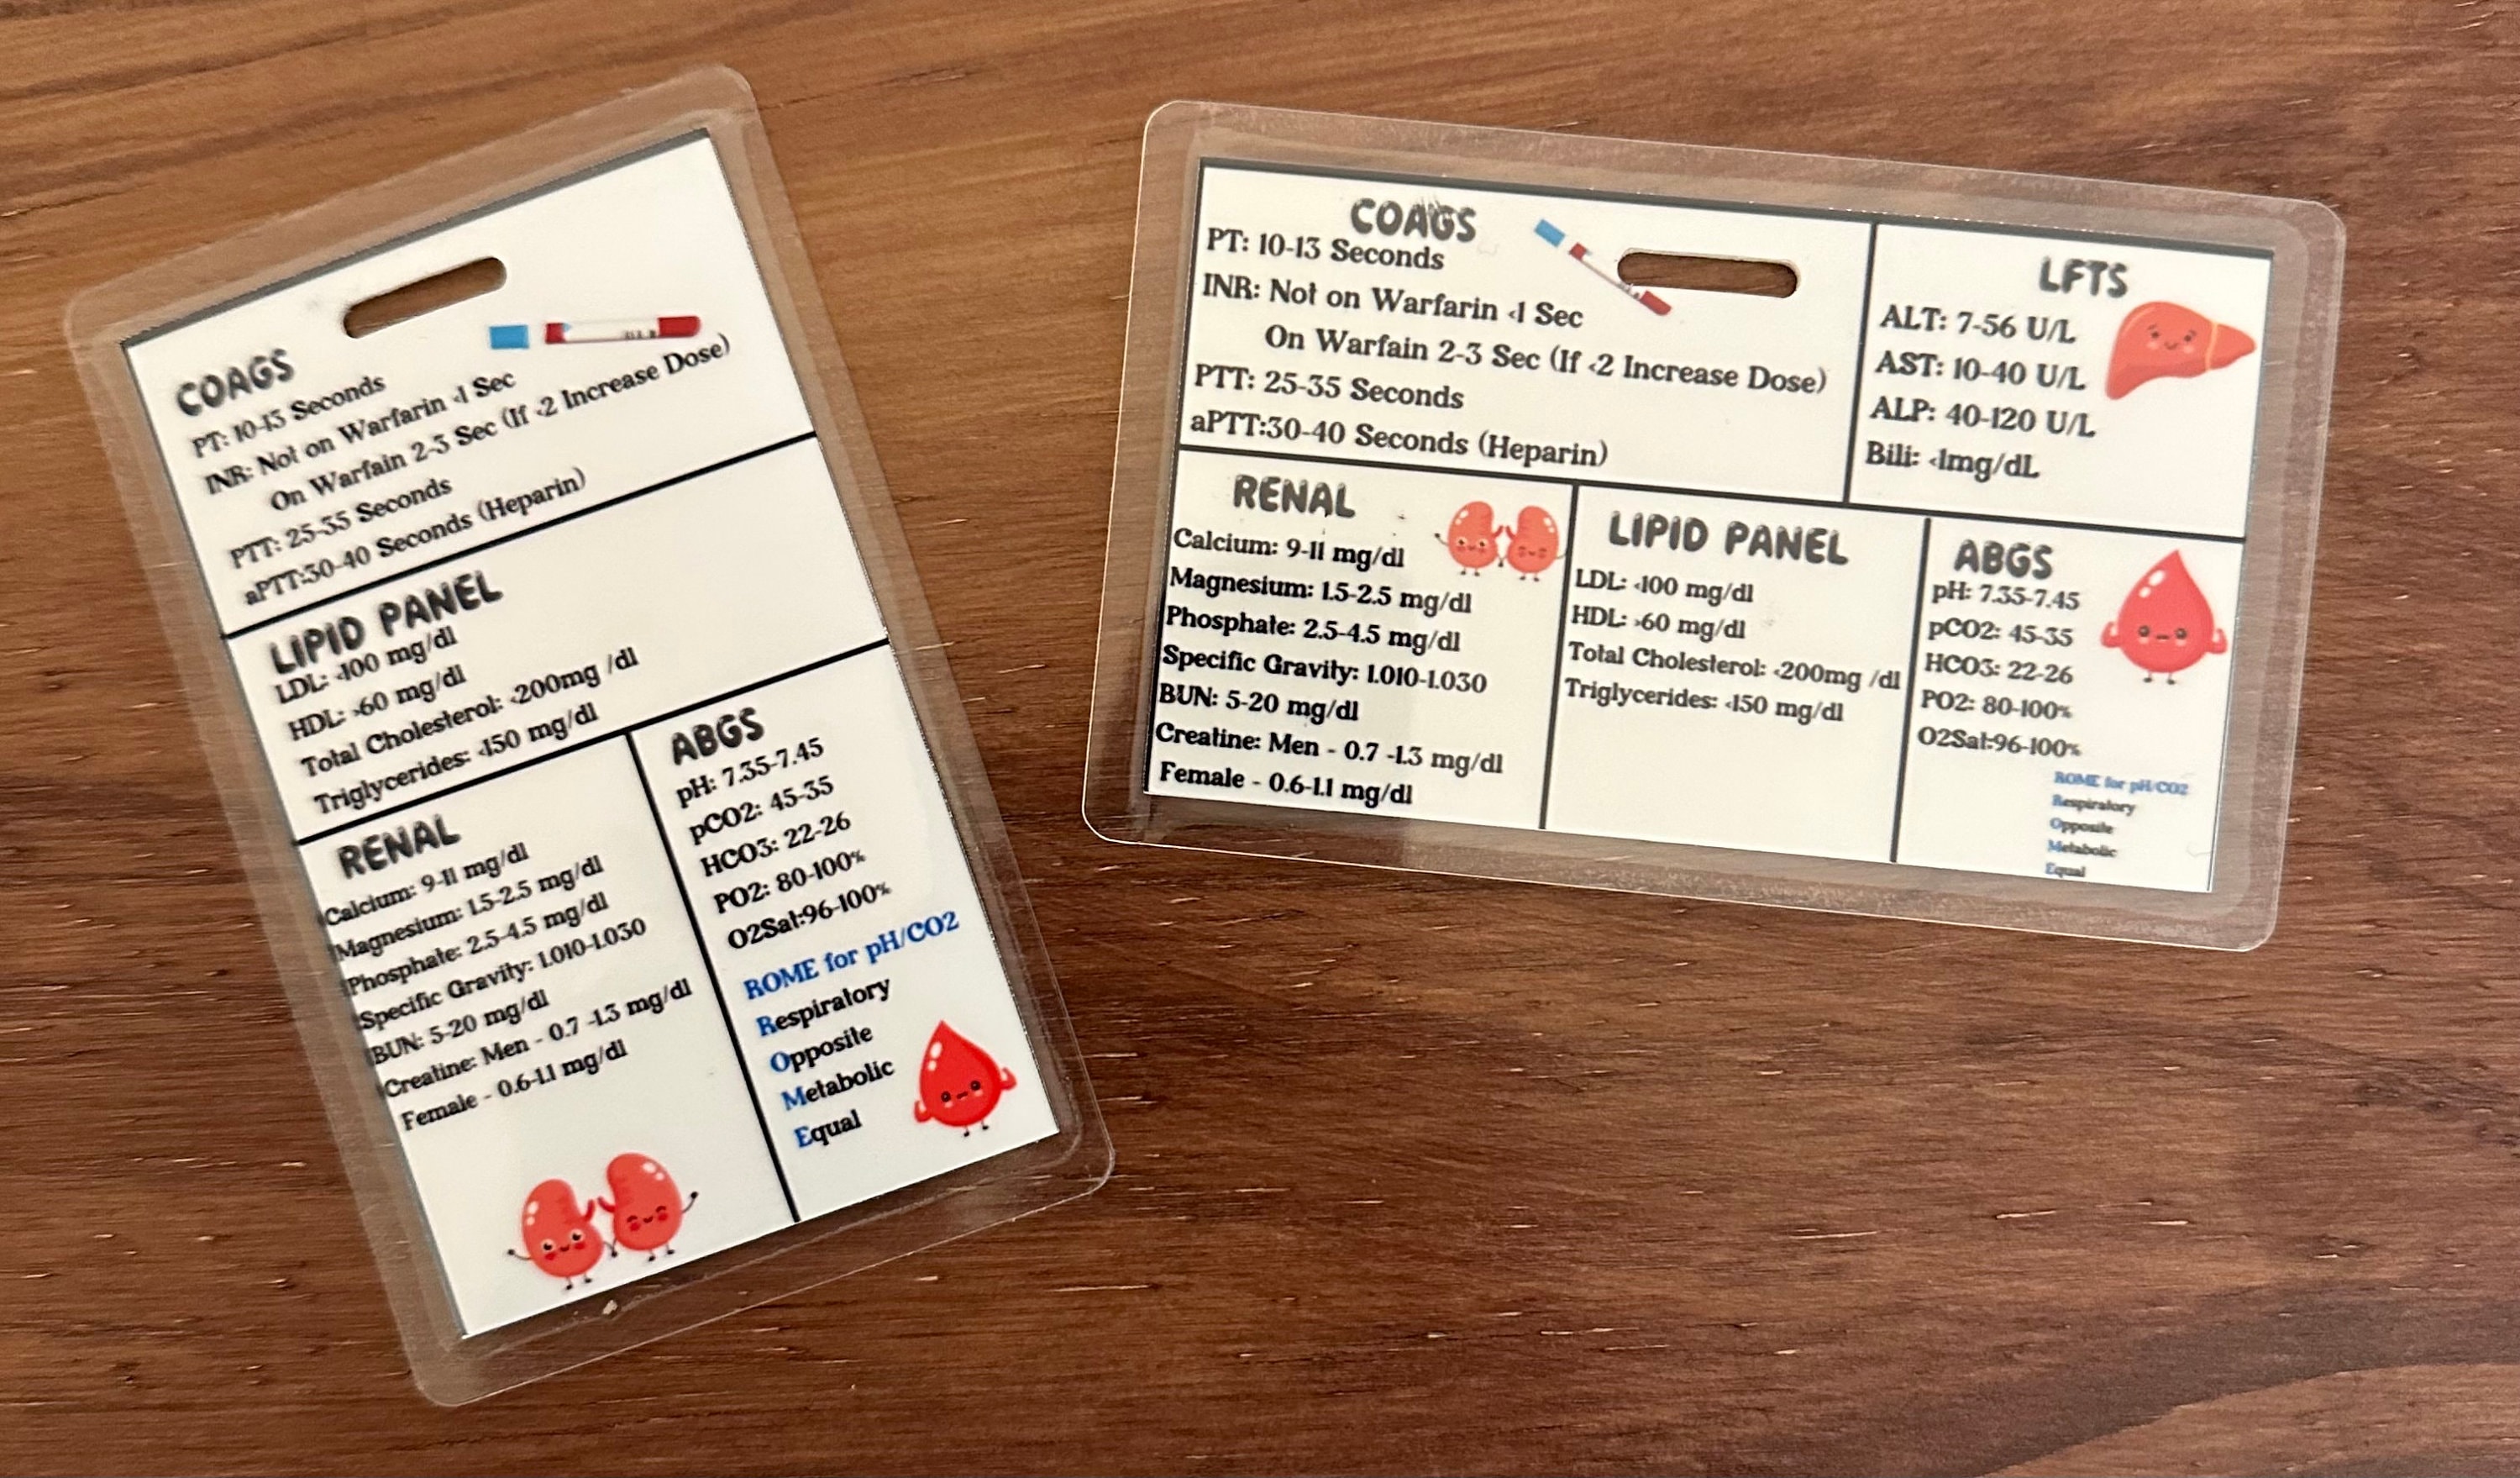 COAGS
PT: 10-13 Seconds
INR: Not on Warfarin <1 Sec
On Warfain 2-3 Sec (If <2 Increase Dose)
PTT: 25-35 Seconds
aPTT:30-40 Seconds (Heparin)
LIPID PANEL
LDL: <100 mg/dl
HDL: >60 mg/dl
Total Cholesterol: <200mg /dl
Triglycerides: <150 mg/dl
RENAL
Calcium: 9-11 mg/dl
Magnesium: 1.5-2.5 mg/dl
Phosphate: 2.5-4.5 mg/dl
Specific Gravity: 1.010-1.030
BUN: 5-20 mg/dl
Creatine: Men - 0.7 -1.3 mg/dl
Female - 0.6-1.1 mg/dl
ABGS
pH: 7.35-7.45
pCO2: 45-35
HCO3: 22-26
PO2: 80-100%
O2Sat:96-100%
ROME for pH/CO2
Respiratory
Opposite
Metabolic
Equal
COAGS
PT: 10-13 Seconds
INR: Not on Warfarin <1 Sec
On Warfain 2-3 Sec (If <2 Increase Dose)
PTT: 25-35 Seconds
aPTT:30-40 Seconds (Heparin)
LFTS
ALT: 7-56 U/L
AST: 10-40 U/L
ALP: 40-120 U/L
Bili: <1mg/dL
RENAL
Calcium: 9-11 mg/dl
Magnesium: 1.5-2.5 mg/dl
Phosphate: 2.5-4.5 mg/dl
Specific Gravity: 1.010-1.030
BUN: 5-20 mg/dl
Creatine: Men - 0.7 -1.3 mg/dl
Female - 0.6-1.1 mg/dl
LIPID PANEL
LDL: <100 mg/dl
HDL: >60 mg/dl
Total Cholesterol: <200mg /dl
Triglycerides: <150 mg/dl
ABGS
pH: 7.35-7.45
pCO2: 45-35
HCO3: 22-26
PO2: 80-100%
O2Sat:96-100%
ROME for pH/CO2
Respiratory
Opposite
Metabolic
Equal